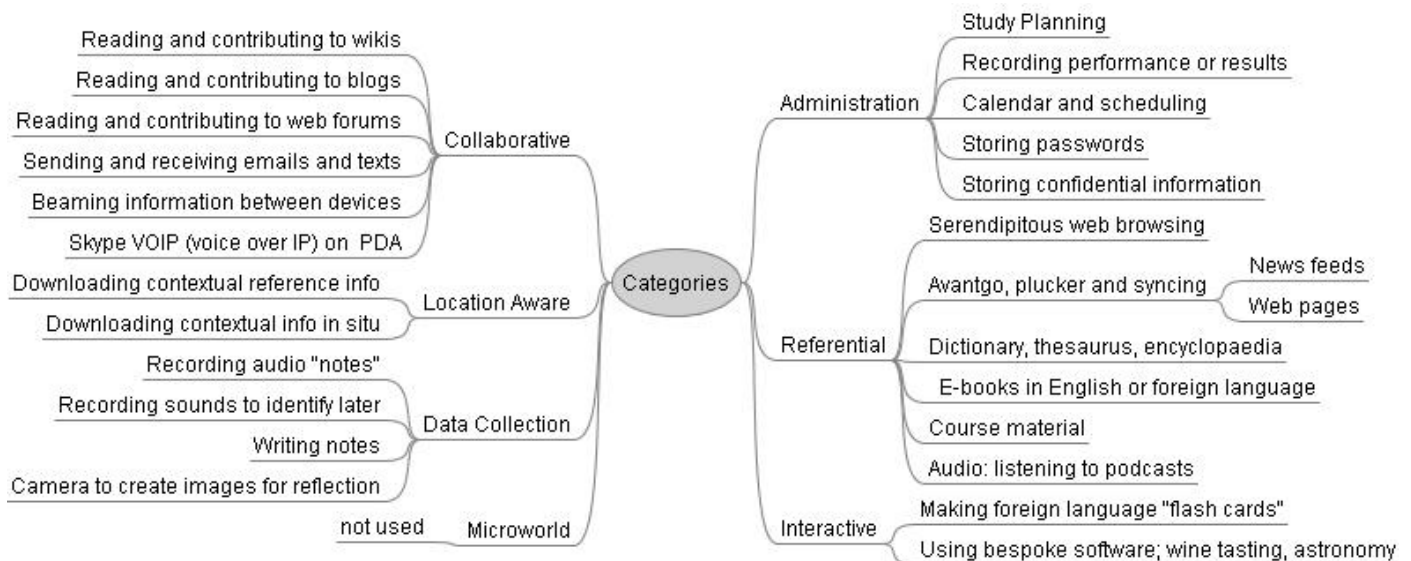 Categories
Collaborative
Reading and contributing to wikis
Reading and contributing to blogs
Reading and contributing to web forums
Sending and receiving emails and texts
Beaming information between devices
Skype VOIP (voice over IP) on PDA
Location Aware
Downloading contextual reference info
Downloading contextual info in situ
Data Collection
Recording audio "notes"
Recording sounds to identify later
Writing notes
Camera to create images for reflection
Microworld
not used
Administration
Study Planning
Recording performance or results
Calendar and scheduling
Storing passwords
Storing confidential information
Referential
Serendipitous web browsing
Avantgo, plucker and syncing
News feeds
Web pages
Dictionary, thesaurus, encyclopaedia
E-books in English or foreign language
Course material
Audio: listening to podcasts
Interactive
Making foreign language "flash cards"
Using bespoke software; wine tasting, astronomy